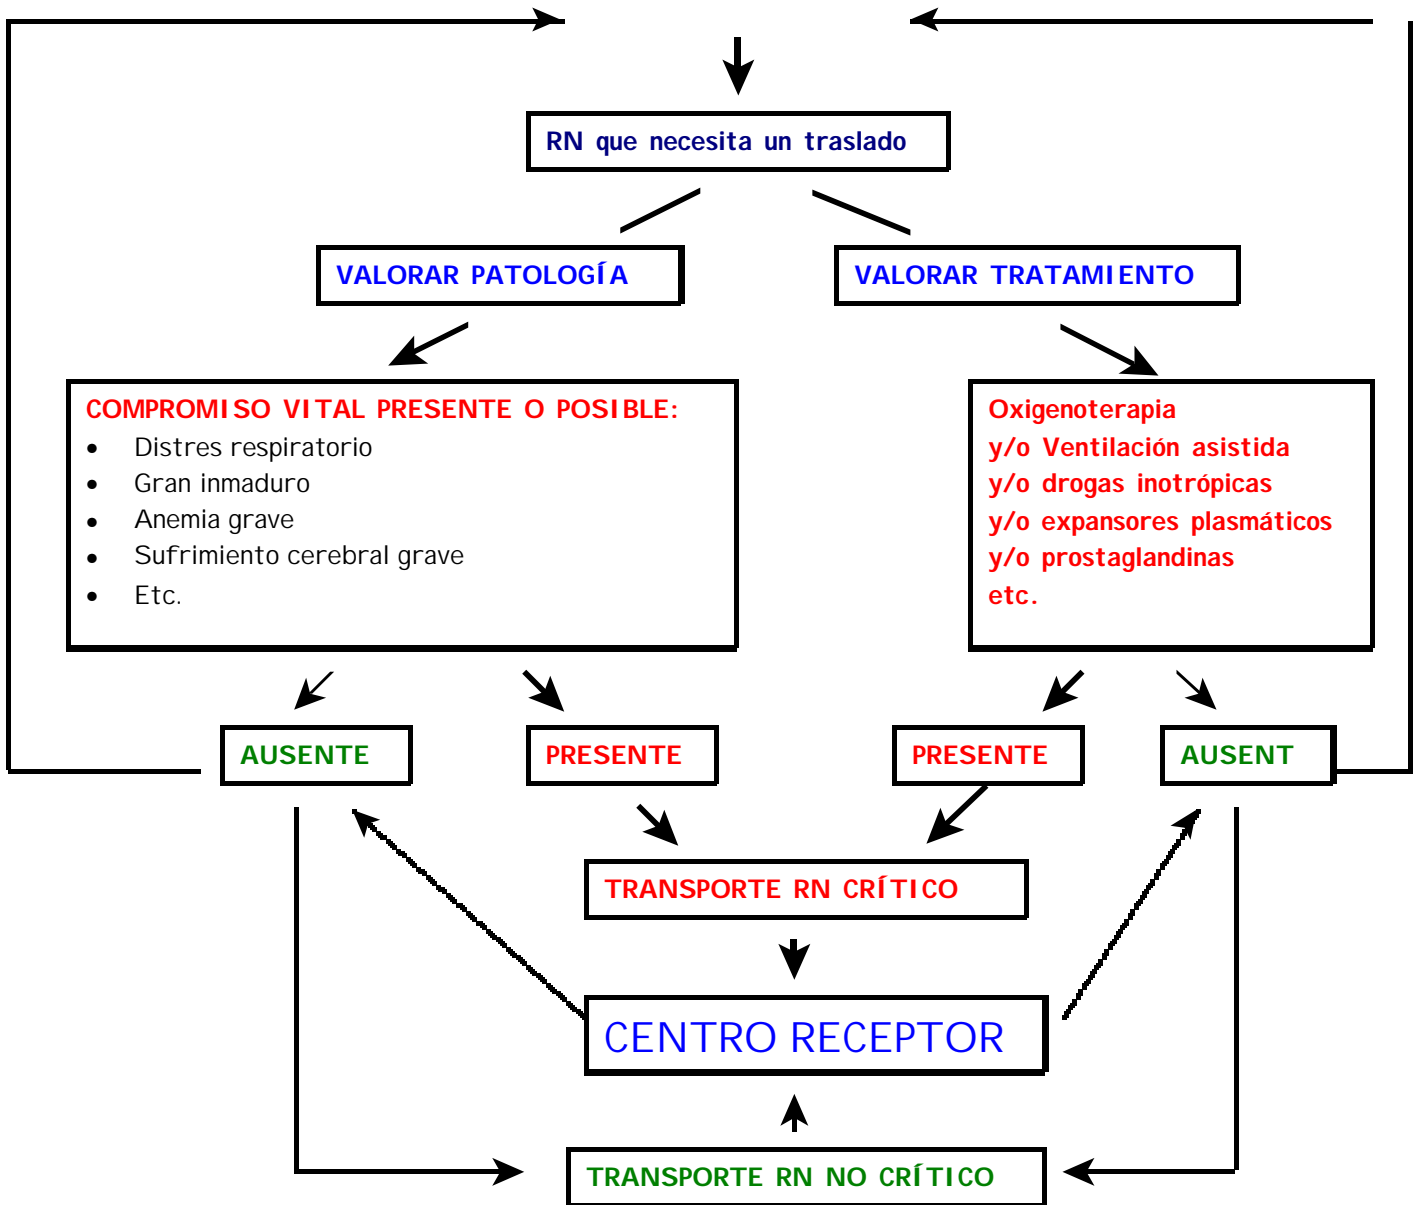 RN que necesita un traslado
VALORAR PATOLOGÍA
VALORAR TRATAMIENTO
COMPROMISO VITAL PRESENTE O POSIBLE:
• Distres respiratorio
• Gran inmaduro
• Anemia grave
• Sufrimiento cerebral grave
• Etc.
Oxigenoterapia
y/o Ventilación asistida
y/o drogas inotrópicas
y/o expansores plasmáticos
y/o prostaglandinas
etc.
AUSENTE
PRESENTE
PRESENTE
AUSENT
TRANSPORTE RN CRÍTICO
CENTRO RECEPTOR
TRANSPORTE RN NO CRÍTICO